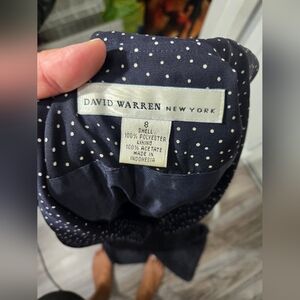 DAVID WARREN NEW YORK
8
SHELL
100% POLYESTER
LINING
100% ACETATE
MADE IN
INDONESIA